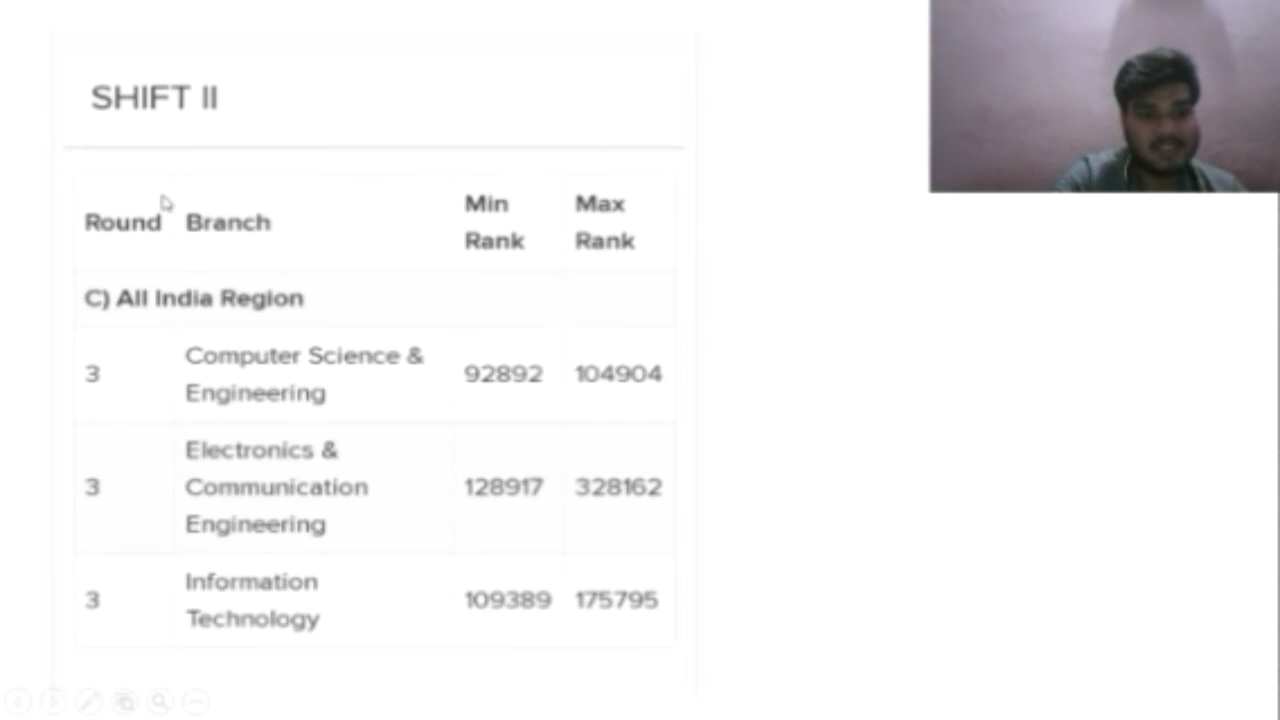 SHIFT II
Round Branch Min Rank Max Rank
C) All India Region
3 Computer Science & Engineering 92892 104904
3 Electronics & Communication Engineering 128917 328162
3 Information Technology 109389 175795